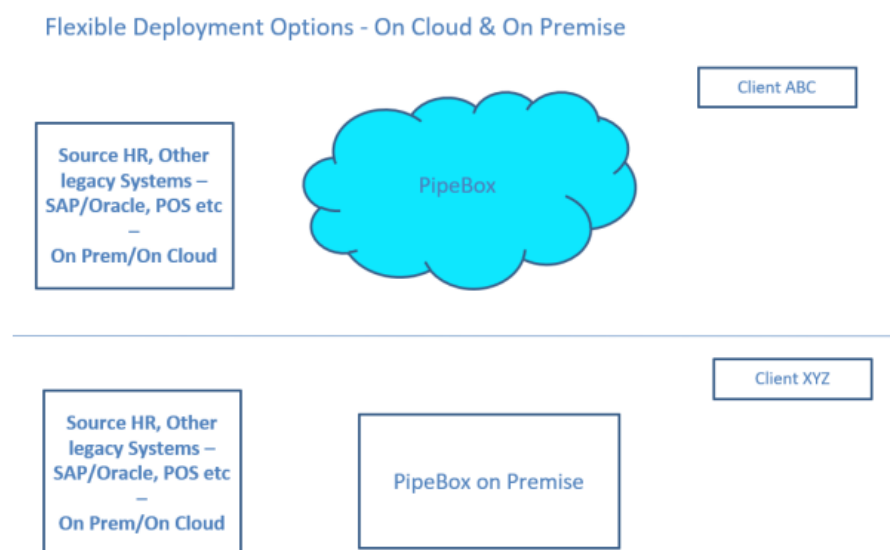 Flexible Deployment Options - On Cloud & On Premise
Client ABC
Source HR, Other
legacy Systems –
SAP/Oracle, POS etc
–
On Prem/On Cloud
PipeBox
Client XYZ
Source HR, Other
legacy Systems –
SAP/Oracle, POS etc
–
On Prem/On Cloud
PipeBox on Premise